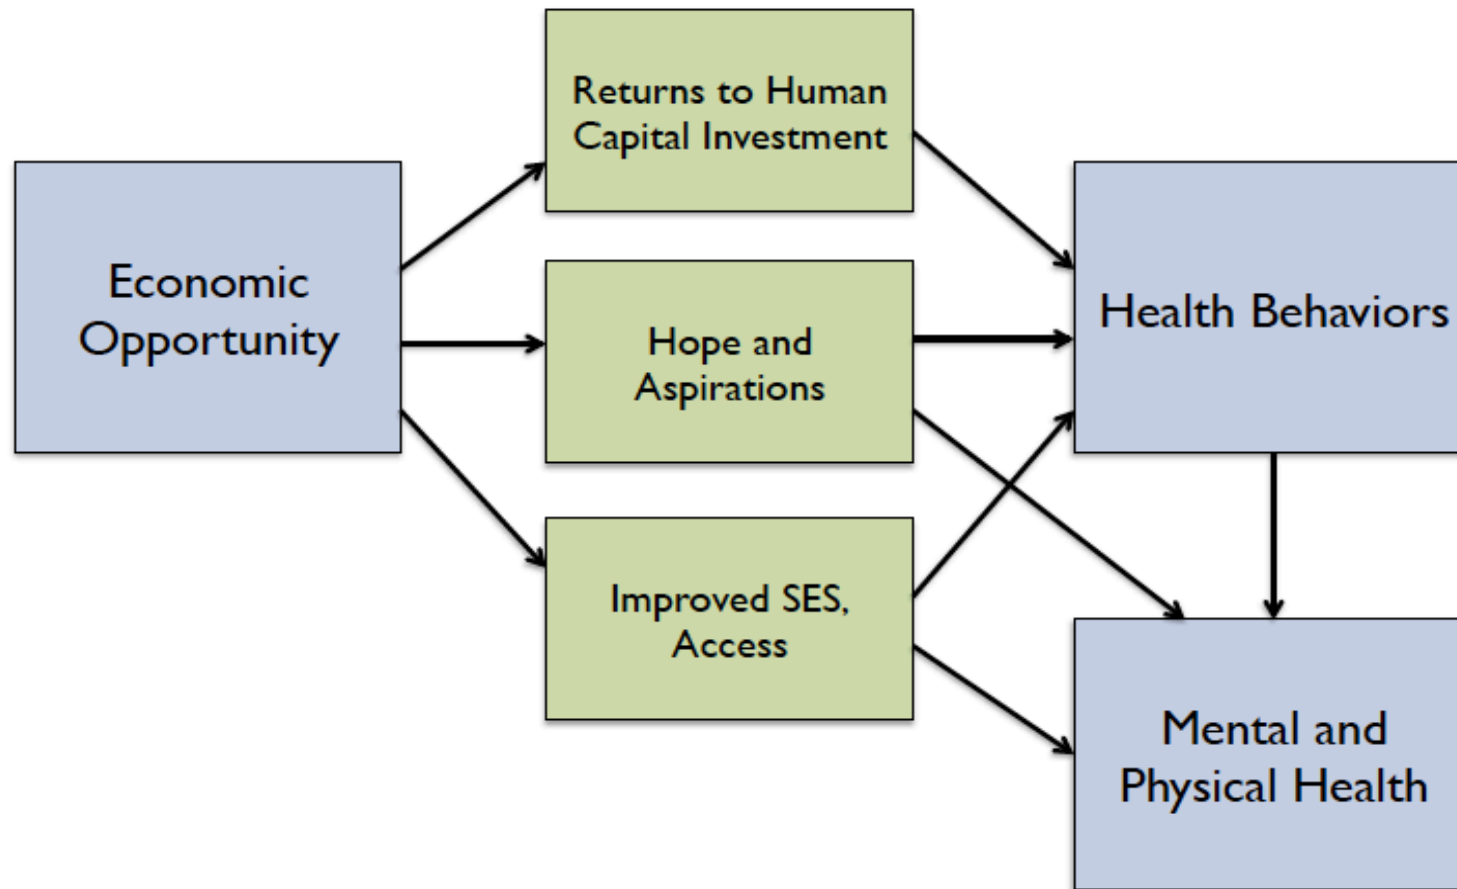 Returns to Human
Capital Investment
Economic
Opportunity
Hope and
Aspirations
Improved SES,
Access
Health Behaviors
Mental and
Physical Health